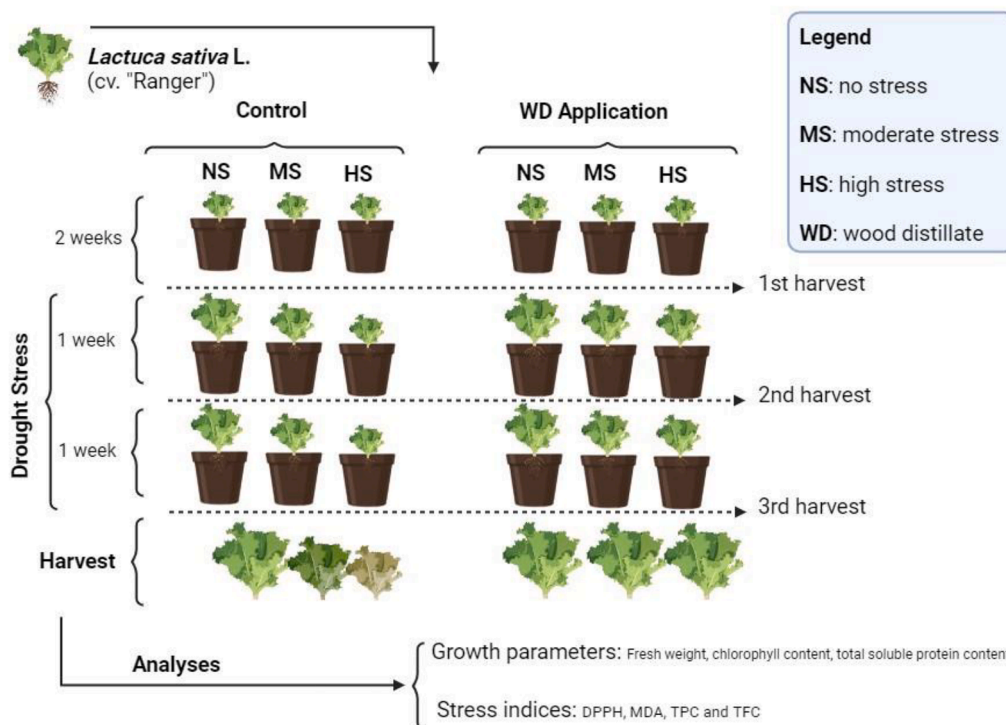 Lactuca sativa L.
(cv. "Ranger")
Legend
NS: no stress
MS: moderate stress
HS: high stress
WD: wood distillate
Control
WD Application
NS MS HS
NS MS HS
2 weeks
1st harvest
Drought Stress
1 week
2nd harvest
1 week
3rd harvest
Harvest
Analyses
Growth parameters: Fresh weight, chlorophyll content, total soluble protein content
Stress indices: DPPH, MDA, TPC and TFC